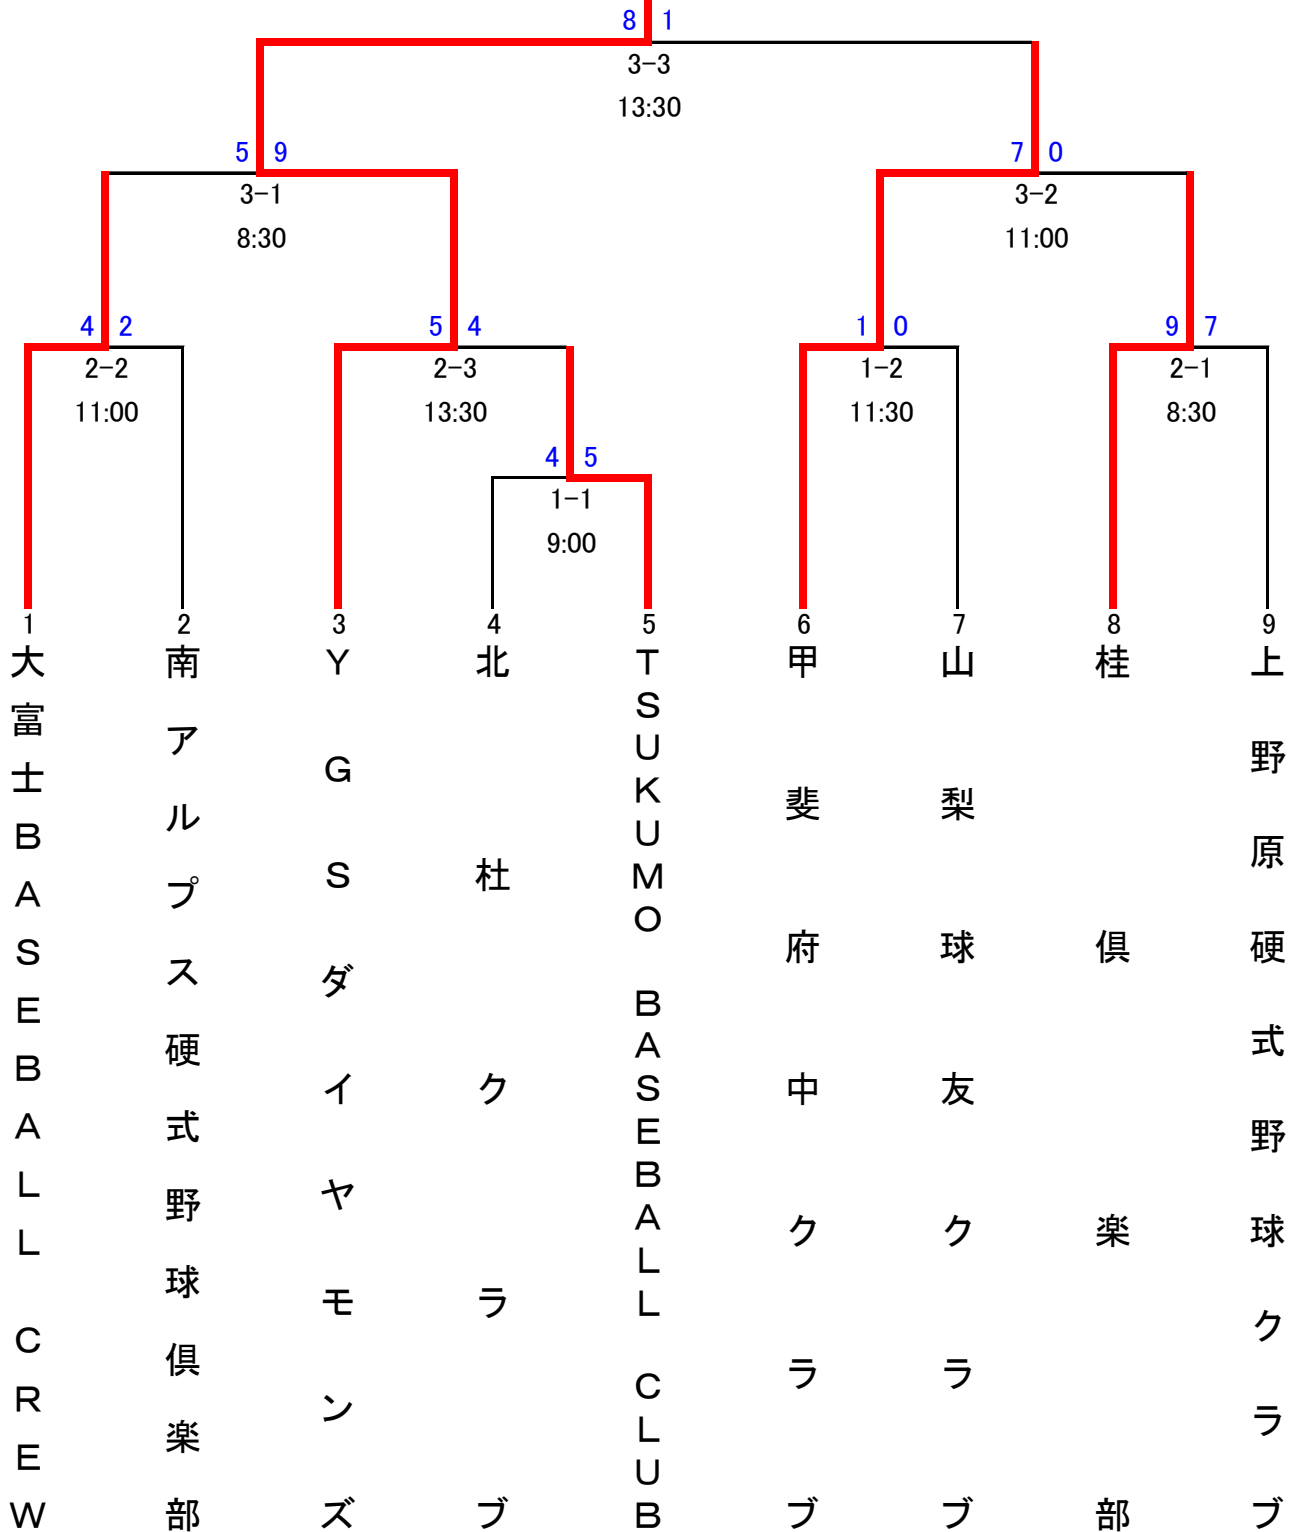 8 1
3-3
13:30
5 9
7 0
3-1
3-2
8:30
11:00
4 2
5 4
1 0
9 7
2-2
2-3
1-2
2-1
11:00
13:30
11:30
8:30
4 5
1-1
9:00
1 2 3 4 5 6 7 8 9
大富士BASEBALL CREW
南アルプス硬式野球倶楽部
YGSダイヤモンズ
北杜クラブ
TSUKUMO BASEBALL CLUB
甲斐府中クラブ
山梨球友クラブ
桂倶楽部
上野原硬式野球クラブ